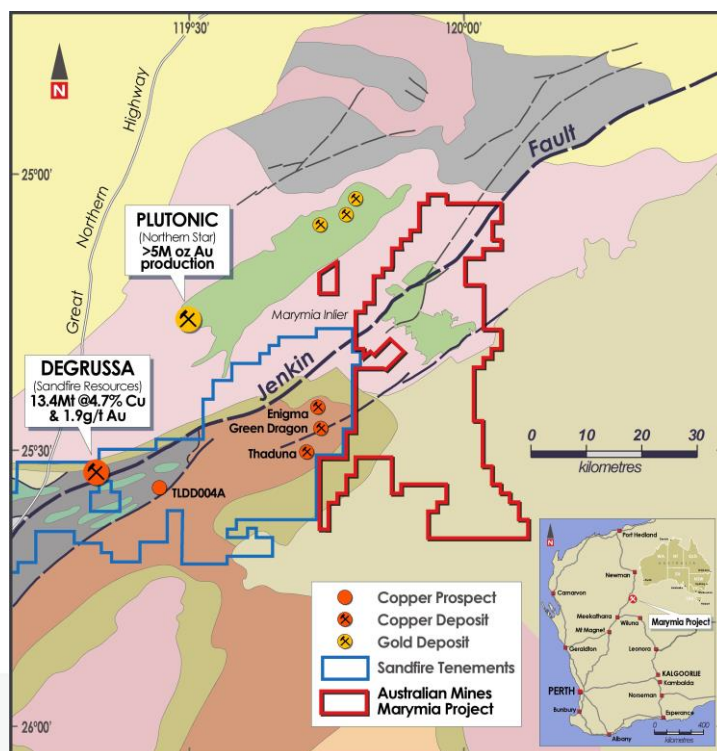 119°30'
120°00'
N
Great Northern Highway
25°00'
Fault
PLUTONIC
(Northern Star)
>5M oz Au
production
Marymia Inlier
DEGRUSSA
(Sandfire Resources)
13.4Mt @4.7% Cu
& 1.9g/t Au
Jenkin
Enigma
Green Dragon
Thaduna
25°30'
TLDD004A
0 10 20 30
kilometres
Copper Prospect
Copper Deposit
Gold Deposit
Sandfire Tenements
Australian Mines
Marymia Project
26°00'
N
Port Hedland
Newman
Carnarvon
Meekatharra
Wiluna
Marymia Project
Mt Magnet
Geraldton
Leonora
KALGOORLIE
Kambalda
PERTH
Norseman
Bunbury
Esperance
Albany
0 400
kilometres